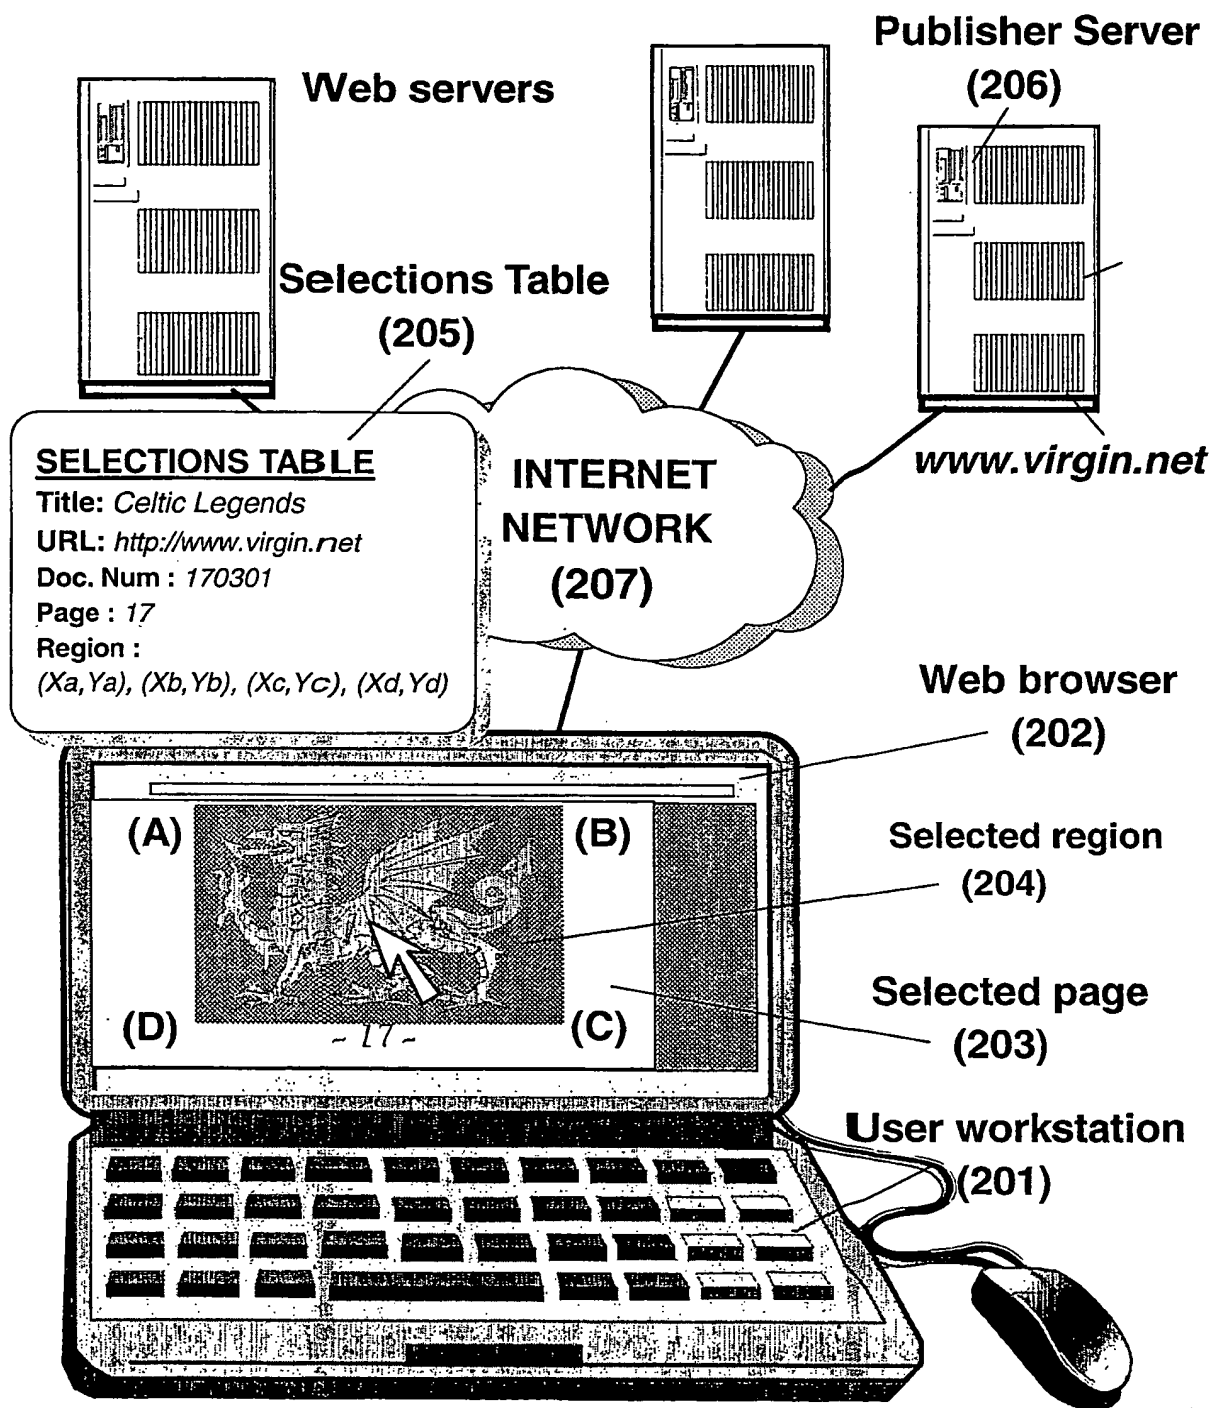 Publisher Server
(206)
Web servers
Selections Table
(205)
www.virgin.net
SELECTIONS TABLE
Title: Celtic Legends
URL: http://www.virgin.net
Doc. Num : 170301
Page : 17
Region :
(Xa,Ya), (Xb,Yb), (Xc,Yc), (Xd,Yd)
INTERNET
NETWORK
(207)
Web browser
(202)
(A)
(B)
Selected region
(204)
Selected page
(203)
(D)
(C)
- 17 -
User workstation
(201)